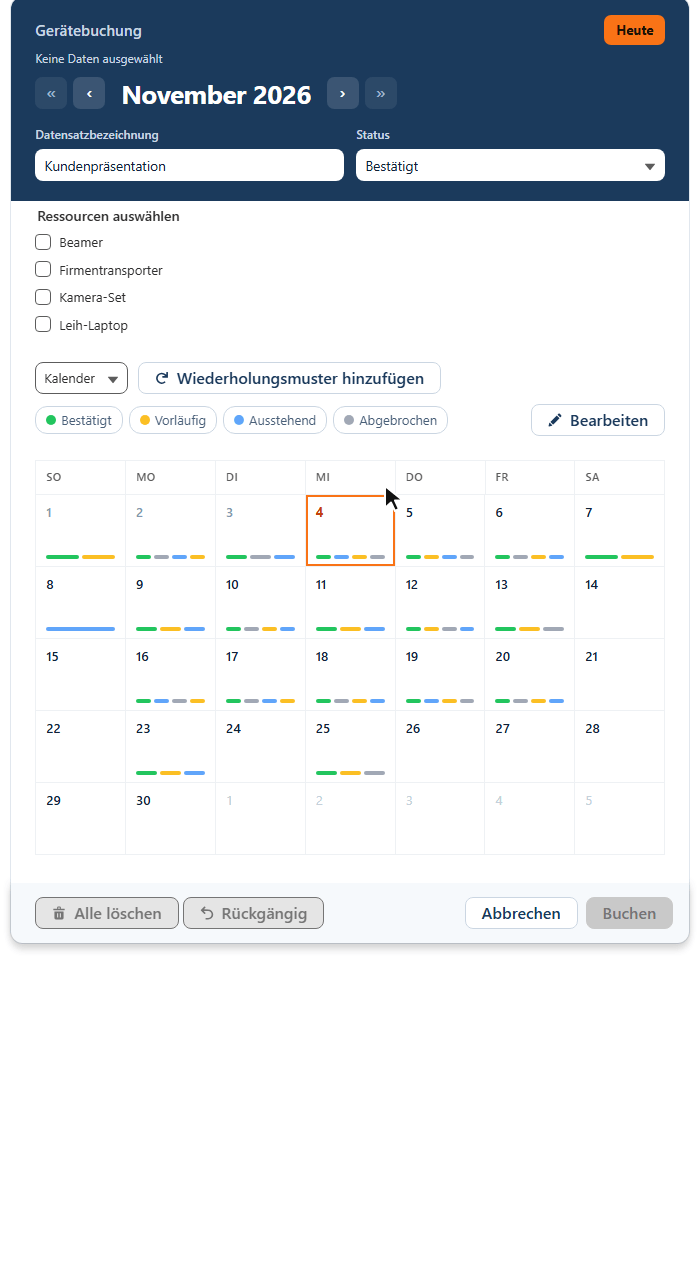 Gerätebuchung
Heute
Keine Daten ausgewählt
« ‹ November 2026 › »
Datensatzbezeichnung Status
Kundenpräsentation Bestätigt
Ressourcen auswählen
Beamer
Firmentransporter
Kamera-Set
Leih-Laptop
Kalender Wiederholungsmuster hinzufügen
Bestätigt Vorläufig Ausstehend Abgebrochen Bearbeiten
SO MO DI MI DO FR SA
1 2 3 4 5 6 7
8 9 10 11 12 13 14
15 16 17 18 19 20 21
22 23 24 25 26 27 28
29 30 1 2 3 4 5
Alle löschen Rückgängig Abbrechen Buchen